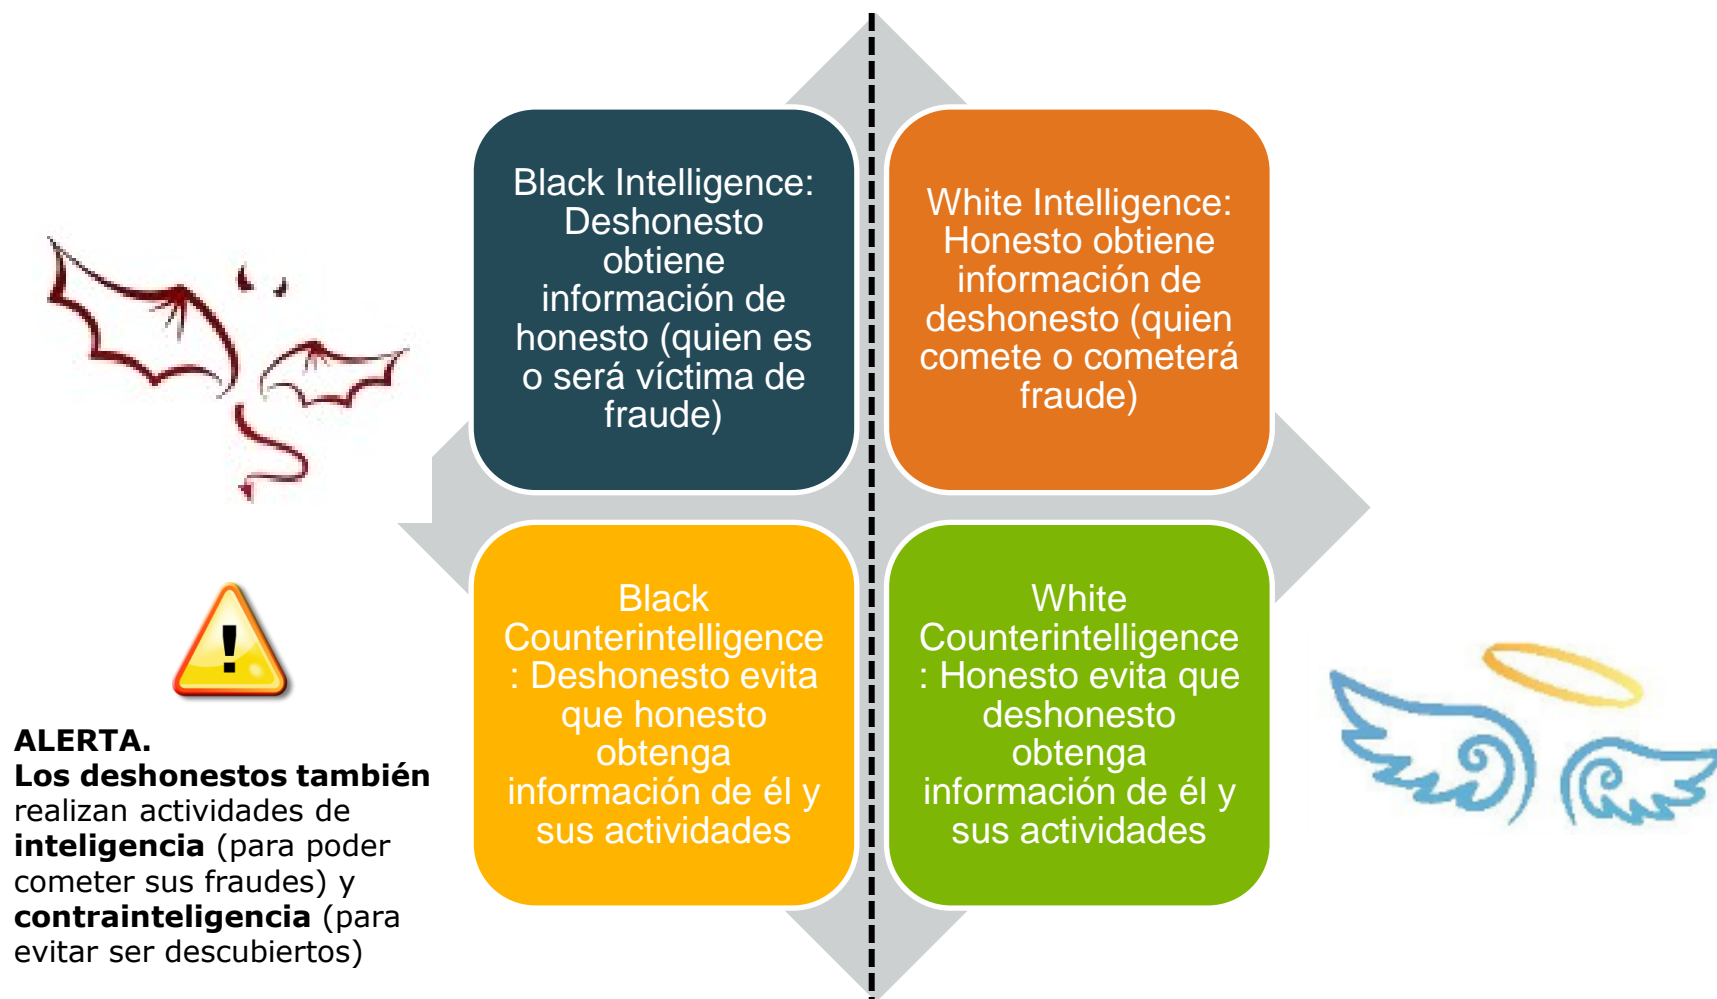 Black Intelligence:
Deshonesto
obtiene
información de
honesto (quien es
o será víctima de
fraude)
White Intelligence:
Honesto obtiene
información de
deshonesto (quien
comete o cometerá
fraude)
Black
Counterintelligence
: Deshonesto evita
que honesto
obtenga
información de él y
sus actividades
White
Counterintelligence
: Honesto evita que
deshonesto
obtenga
información de él y
sus actividades
!
ALERTA.
Los deshonestos también
realizan actividades de
inteligencia (para poder
cometer sus fraudes) y
contrainteligencia (para
evitar ser descubiertos)